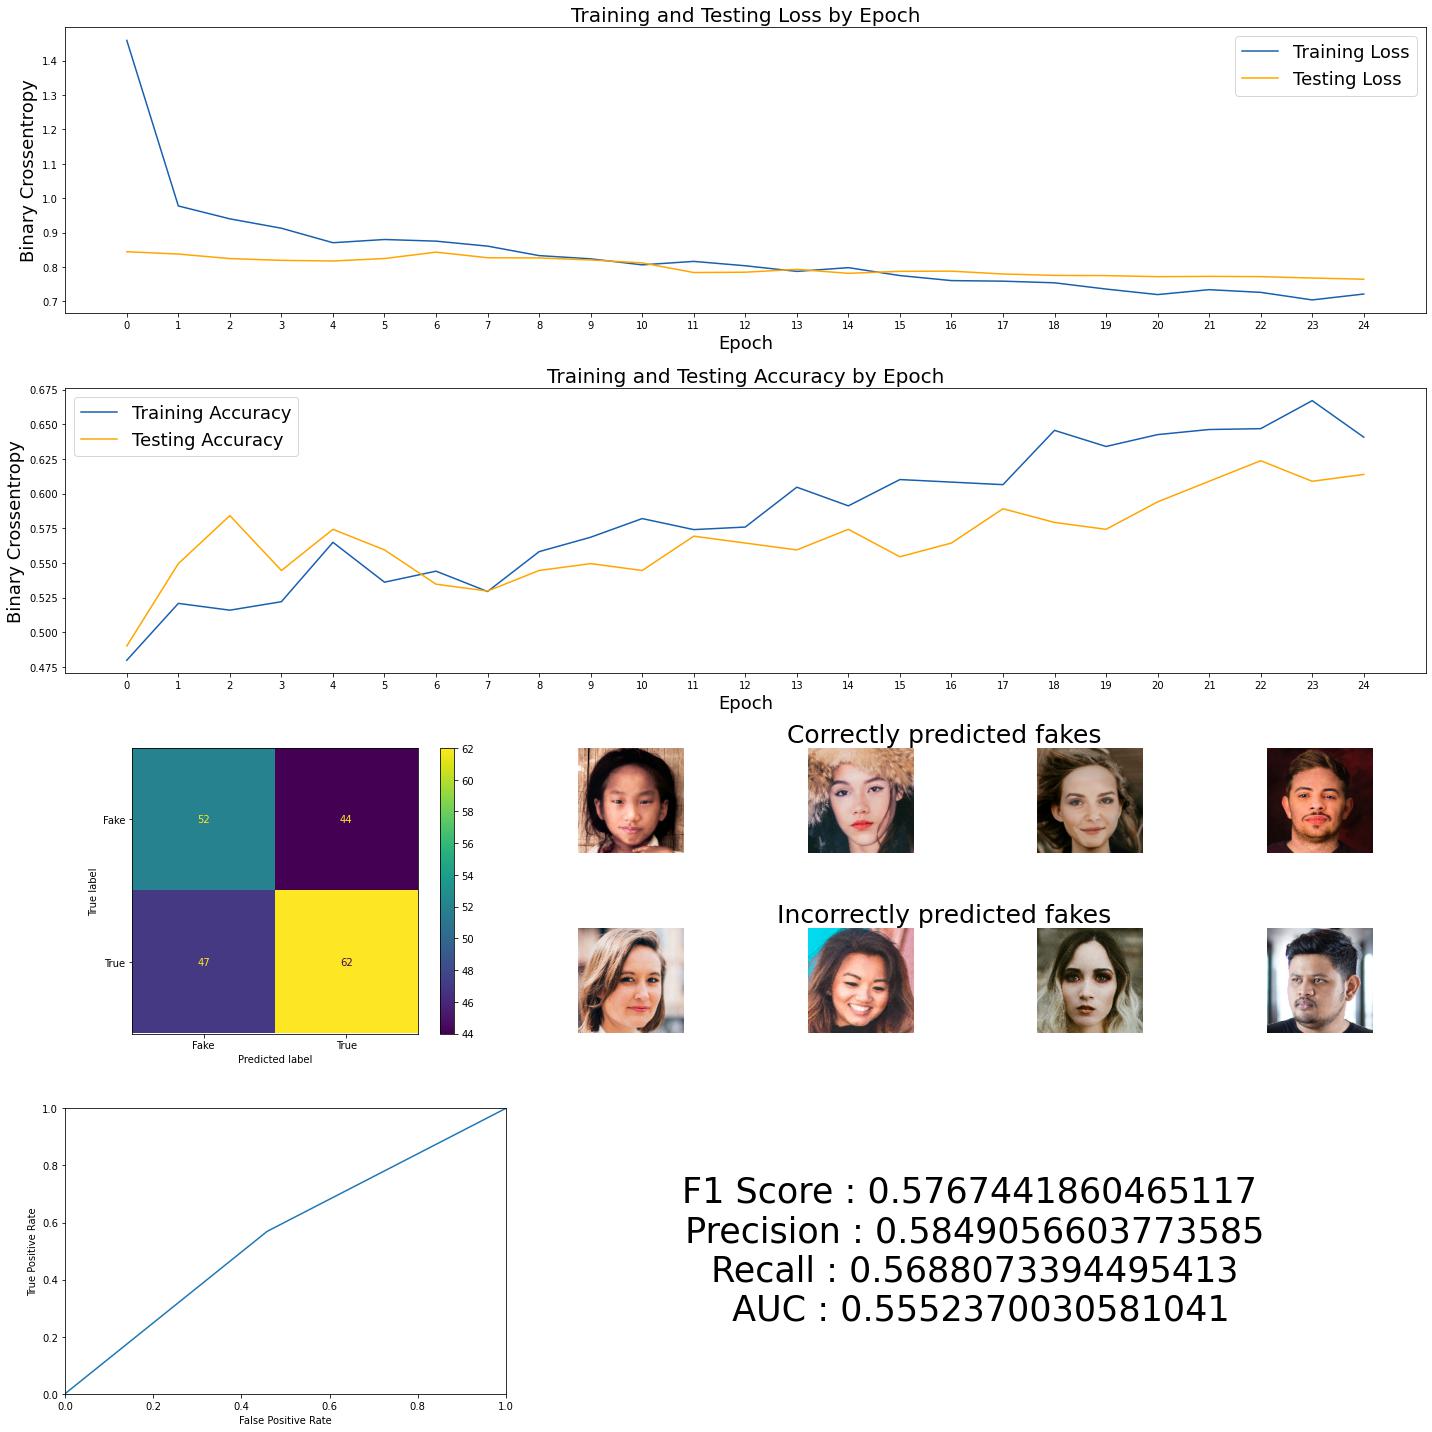 Training and Testing Loss by Epoch
Training Loss
Testing Loss
Binary Crossentropy
1.4
1.3
1.2
1.1
1.0
0.9
0.8
0.7
0 1 2 3 4 5 6 7 8 9 10 11 12 13 14 15 16 17 18 19 20 21 22 23 24
Epoch
Training and Testing Accuracy by Epoch
Training Accuracy
Testing Accuracy
Binary Crossentropy
0.675
0.650
0.625
0.600
0.575
0.550
0.525
0.500
0.475
0 1 2 3 4 5 6 7 8 9 10 11 12 13 14 15 16 17 18 19 20 21 22 23 24
Epoch
True label
Fake
52 44
True
47 62
Fake True
Predicted label
62
60
58
56
54
52
50
48
46
44
Correctly predicted fakes
Incorrectly predicted fakes
True Positive Rate
1.0
0.8
0.6
0.4
0.2
0.0
0.0 0.2 0.4 0.6 0.8 1.0
False Positive Rate
F1 Score : 0.5767441860465117
Precision : 0.5849056603773585
Recall : 0.5688073394495413
AUC : 0.5552370030581041